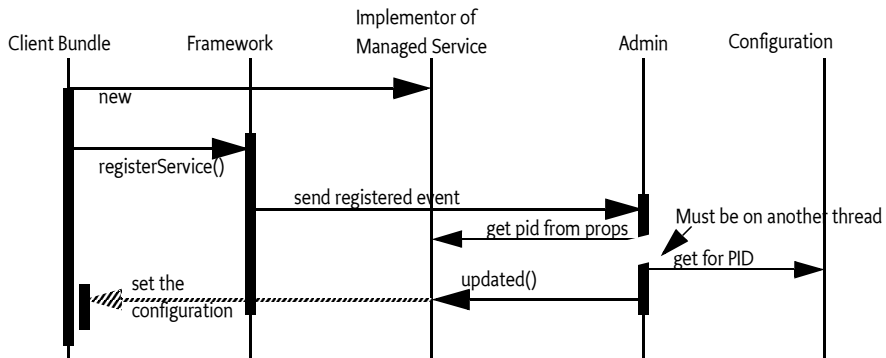 Implementor of
Client Bundle
Framework
Managed Service
Admin
Configuration
new
registerService()
send registered event
Must be on another thread
get pid from props
get for PID
set the
updated()
configuration